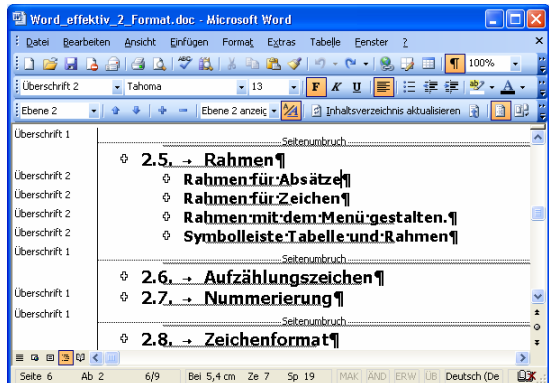 Word_effektiv_2_Format.doc - Microsoft Word
Datei Bearbeiten Ansicht Einfügen Format Extras Tabelle Fenster ?
¶ 100%
Überschrift 2 Tahoma 13 F K U A
Ebene 2 Ebene 2 anzeig Inhaltsverzeichnis aktualisieren
Überschrift 1
Seitenumbruch
2.5. → Rahmen¶
Überschrift 2 Rahmen·für·Absätze¶
Überschrift 2 Rahmen·für·Zeichen¶
Überschrift 2 Rahmen·mit·dem·Menü·gestalten.¶
Überschrift 2 Symbolleiste·Tabelle·und·Rahmen¶
Überschrift 1
Seitenumbruch
2.6. → Aufzählungszeichen¶
Überschrift 1 2.7. → Nummerierung¶
Überschrift 1
Seitenumbruch
2.8. → Zeichenformat¶
Seite 6 Ab 2 6/9 Bei 5,4 cm Ze 7 Sp 19 MAK ÄND ERW ÜB Deutsch (De